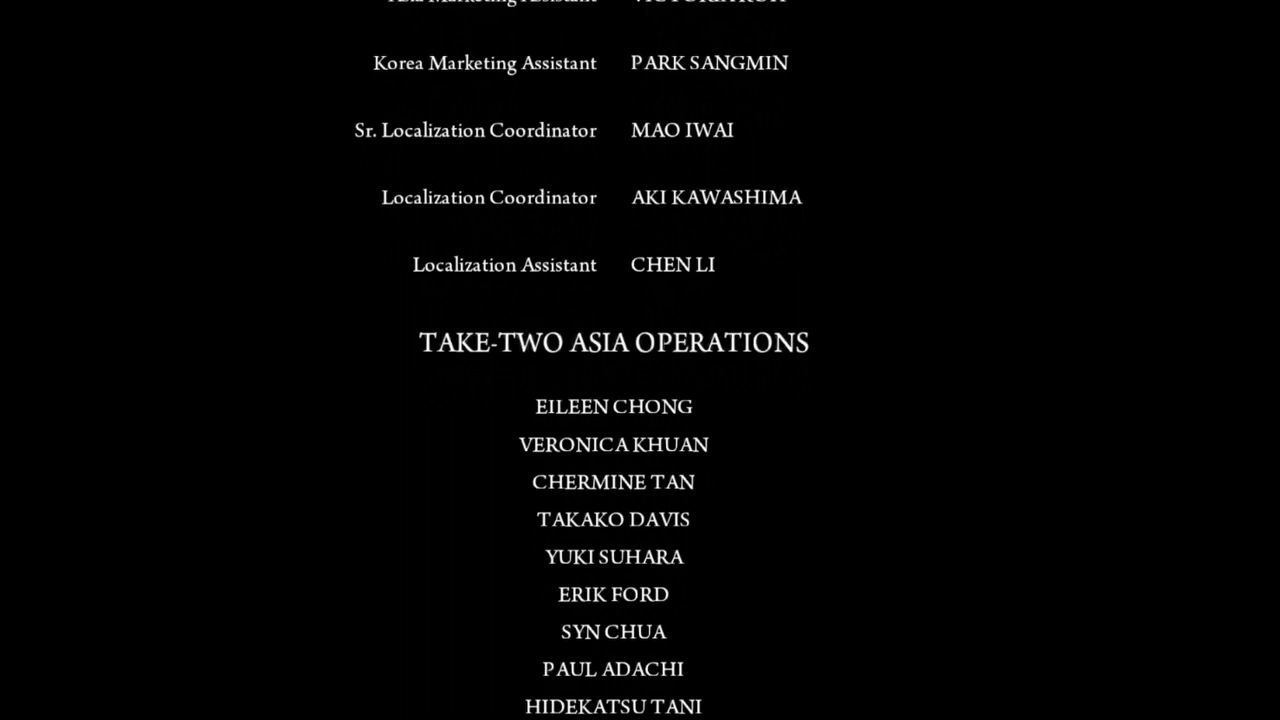 Korea Marketing Assistant PARK SANGMIN
Sr. Localization Coordinator MAO IWAI
Localization Coordinator AKI KAWASHIMA
Localization Assistant CHEN LI
TAKE-TWO ASIA OPERATIONS
EILEEN CHONG
VERONICA KHUAN
CHERMINE TAN
TAKAKO DAVIS
YUKI SUHARA
ERIK FORD
SYN CHUA
PAUL ADACHI
HIDEKATSU TANI